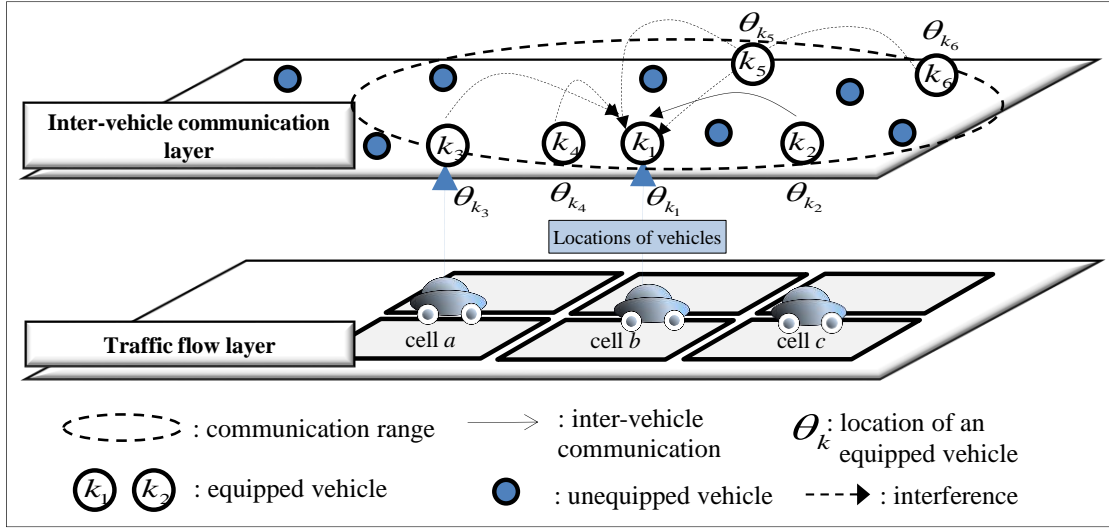 θk5
θk6
k5
k6
Inter-vehicle communication
layer
k3
k4
k1
k2
θk3
θk4
θk1
θk2
Locations of vehicles
Traffic flow layer
cell a
cell b
cell c
: communication range
: inter-vehicle
communication
θk : location of an
equipped vehicle
k1 k2 : equipped vehicle
: unequipped vehicle
: interference